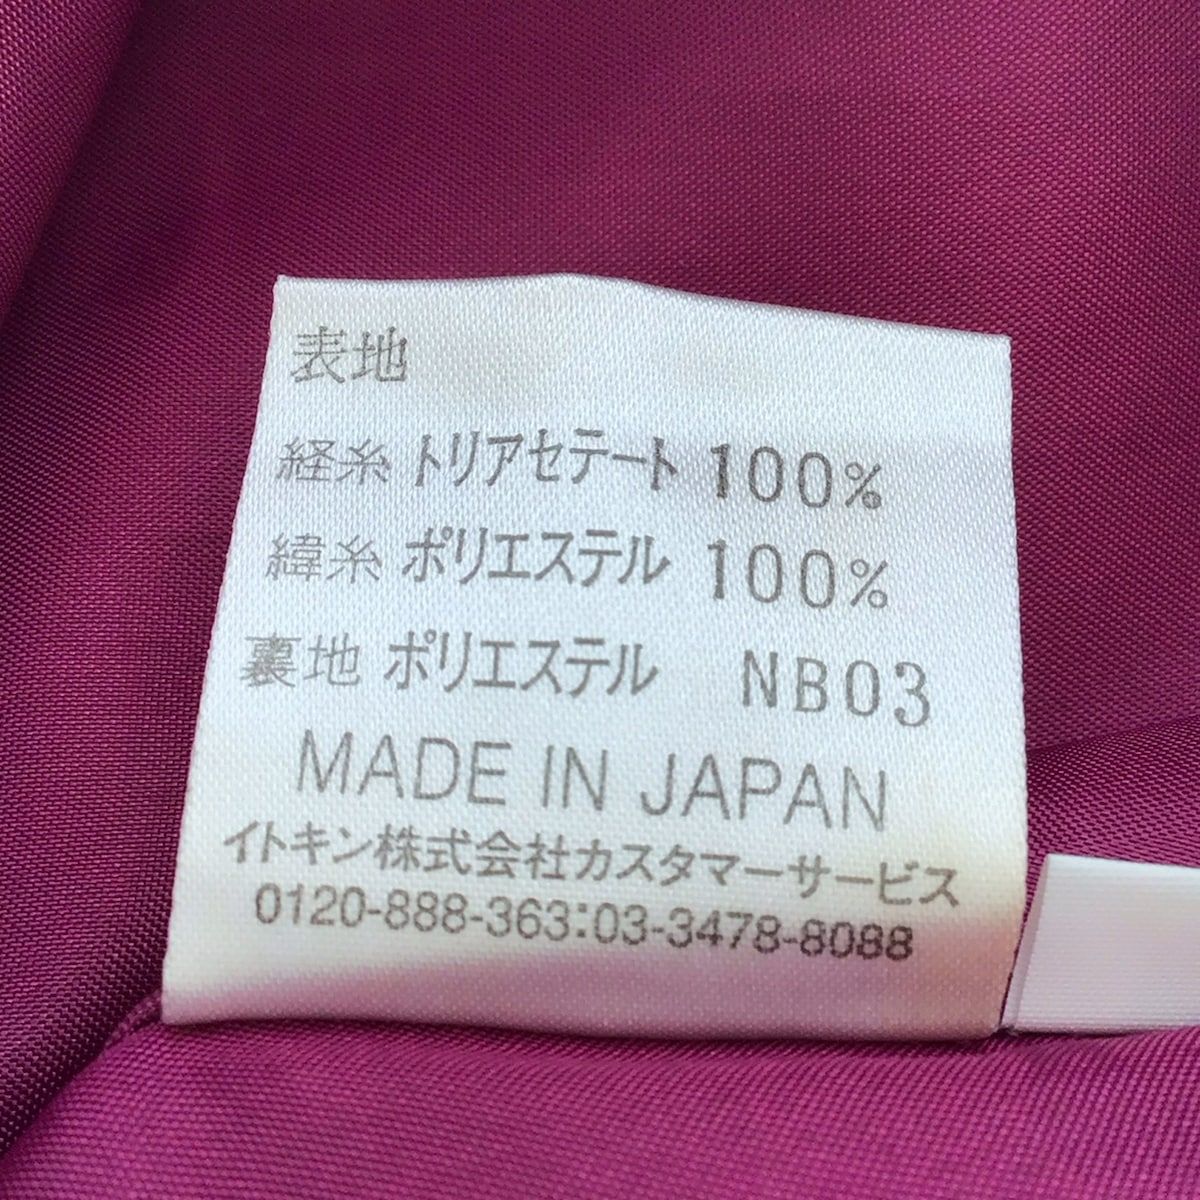 表地
経糸 トリアセテート 100%
緯糸 ポリエステル 100%
裏地 ポリエステル NB03
MADE IN JAPAN
イトキン株式会社カスタマーサービス
0120-888-363:03-3478-8088